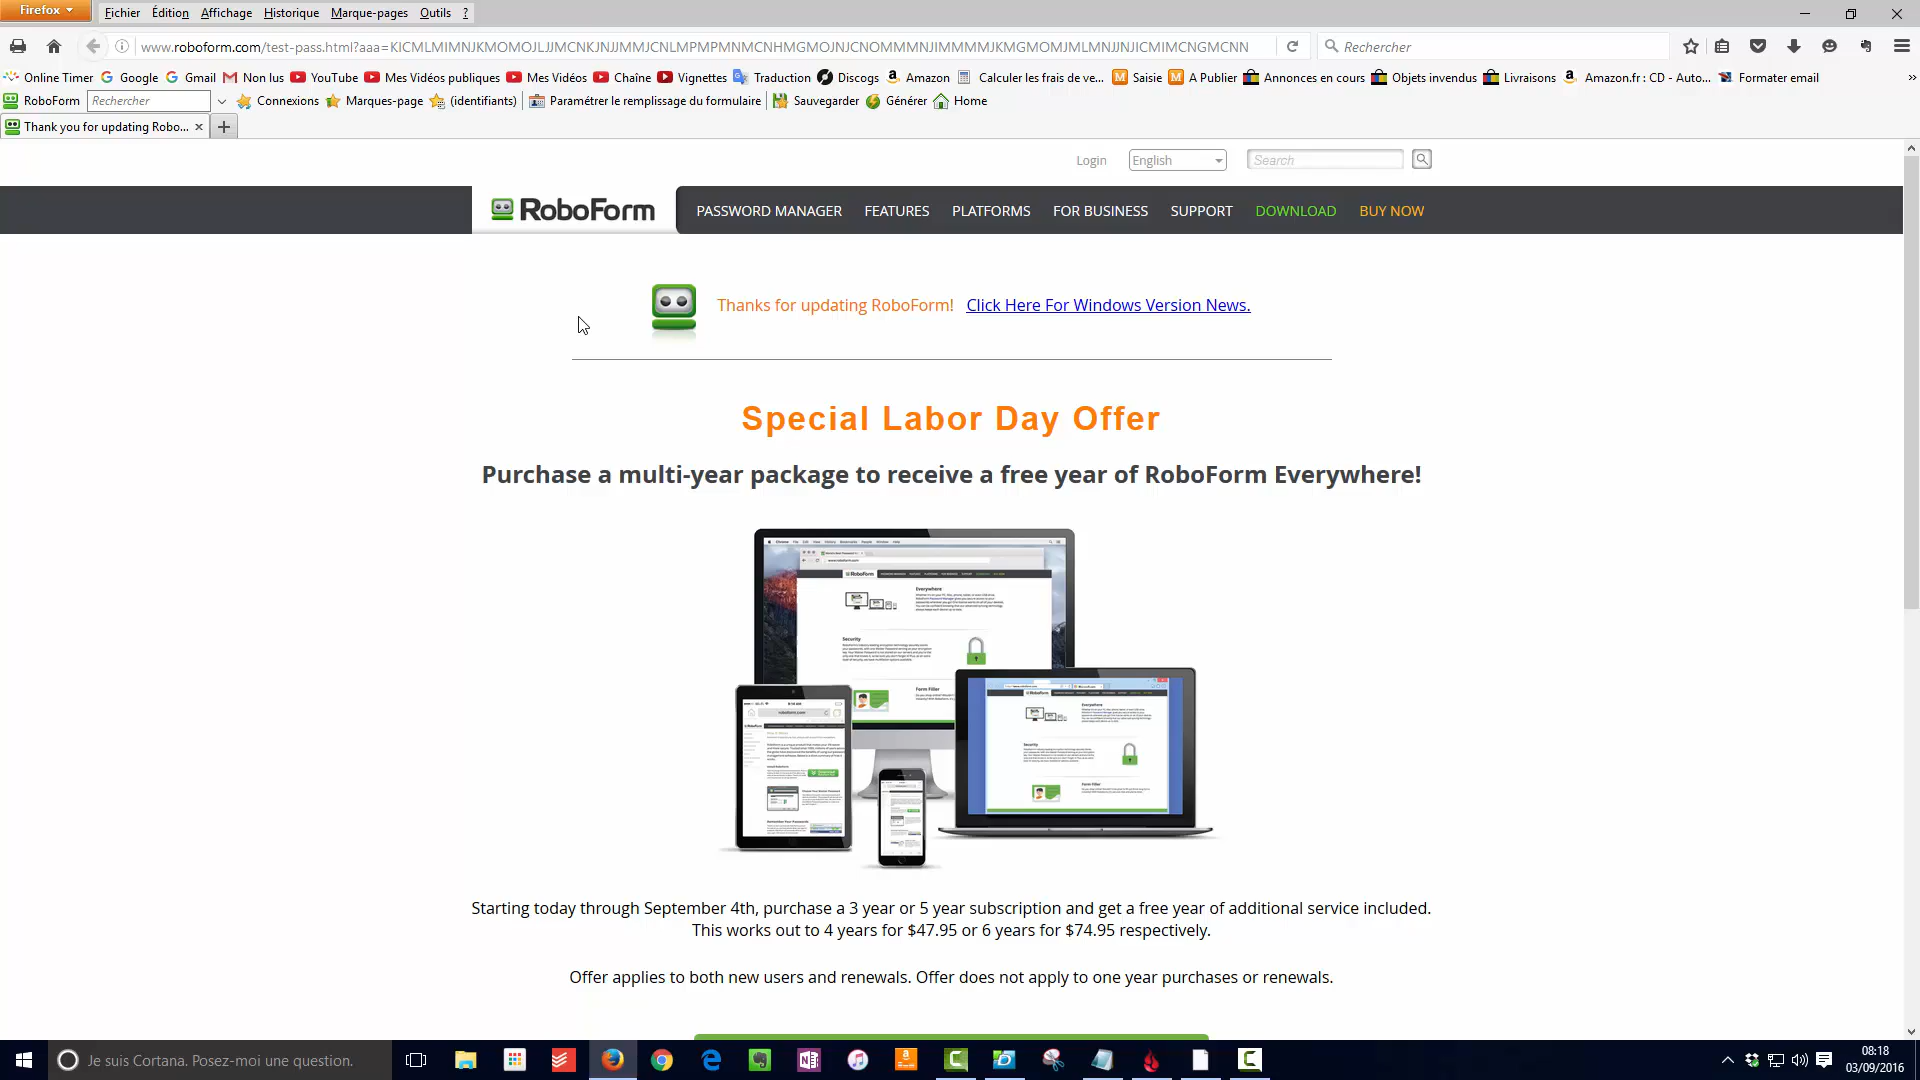 Firefox
Fichier Édition Affichage Historique Marque-pages Outils ?
www.roboform.com/test-pass.html?aaa=KICMLMIMNJKMOMOJLJJMCNKJNJJMMJCNLMPMPMNMCNHMGMOJNJCNOMMMNJIMMMMJKMGMOMJMLMNJJNJICMIMCNGMCNN
Rechercher
Online Timer Google Gmail Non lus YouTube Mes Vidéos publiques Mes Vidéos Chaîne Vignettes Traduction Discogs Amazon Calculer les frais de ve... Saisie A Publier Annonces en cours Objets invendus Livraisons Amazon.fr : CD - Auto... Formater email »
RoboForm Rechercher Connexions Marques-page (identifiants) Paramétrer le remplissage du formulaire Sauvegarder Générer Home
Thank you for updating Robo...
Login English Search
RoboForm PASSWORD MANAGER FEATURES PLATFORMS FOR BUSINESS SUPPORT DOWNLOAD BUY NOW
Thanks for updating RoboForm! Click Here For Windows Version News.
Special Labor Day Offer
Purchase a multi-year package to receive a free year of RoboForm Everywhere!
Everywhere
Security
Form Filler
Everywhere
Security
Form Filler
Starting today through September 4th, purchase a 3 year or 5 year subscription and get a free year of additional service included.
This works out to 4 years for $47.95 or 6 years for $74.95 respectively.
Offer applies to both new users and renewals. Offer does not apply to one year purchases or renewals.
Je suis Cortana. Posez-moi une question.
08:18
03/09/2016